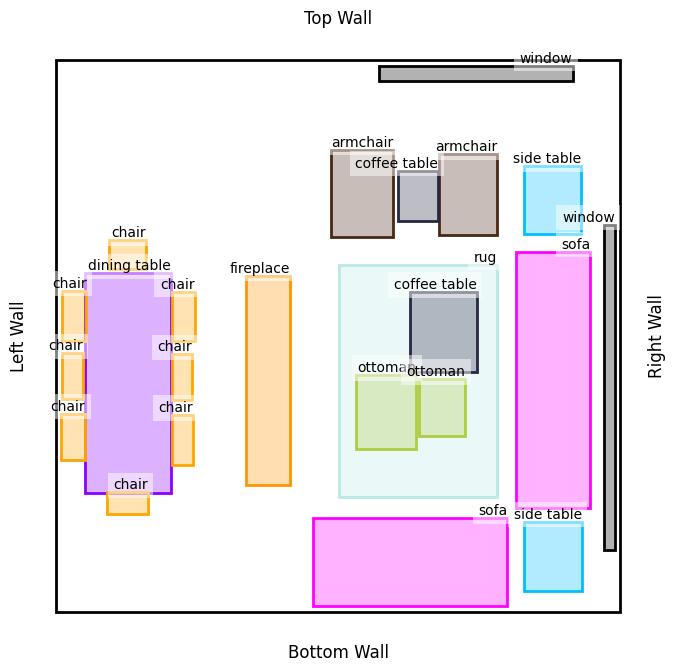 Top Wall
window
armchair
armchair
coffee table
side table
window
chair
sofa
rug
dining table
fireplace
chair
chair
coffee table
chair
chair
ottoman
ottoman
chair
chair
chair
sofa
side table
Left Wall
Right Wall
Bottom Wall